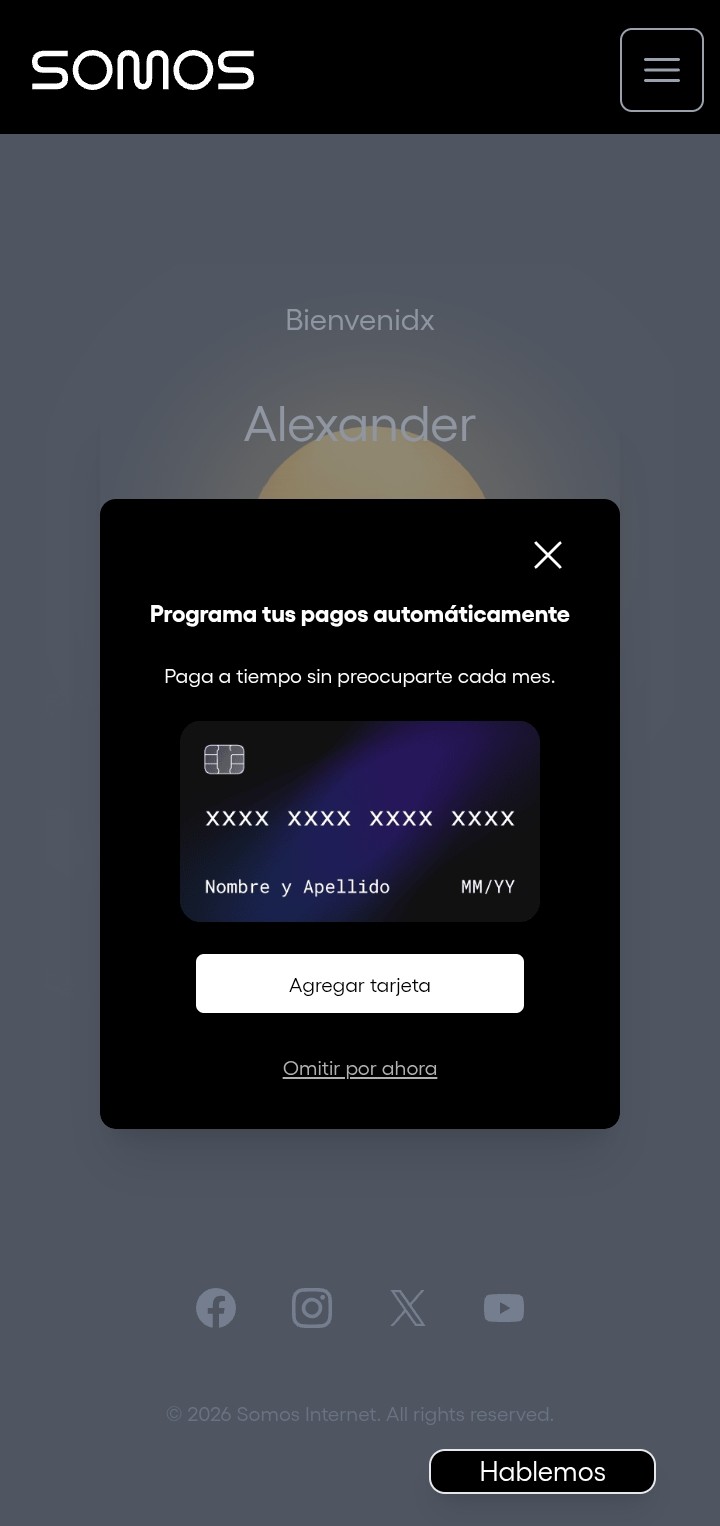 SOMOS
Bienvenidx
Alexander
Programa tus pagos automáticamente
Paga a tiempo sin preocuparte cada mes.
xxxx xxxx xxxx xxxx
Nombre y Apellido MM/YY
Agregar tarjeta
Omitir por ahora
© 2026 Somos Internet. All rights reserved.
Hablemos